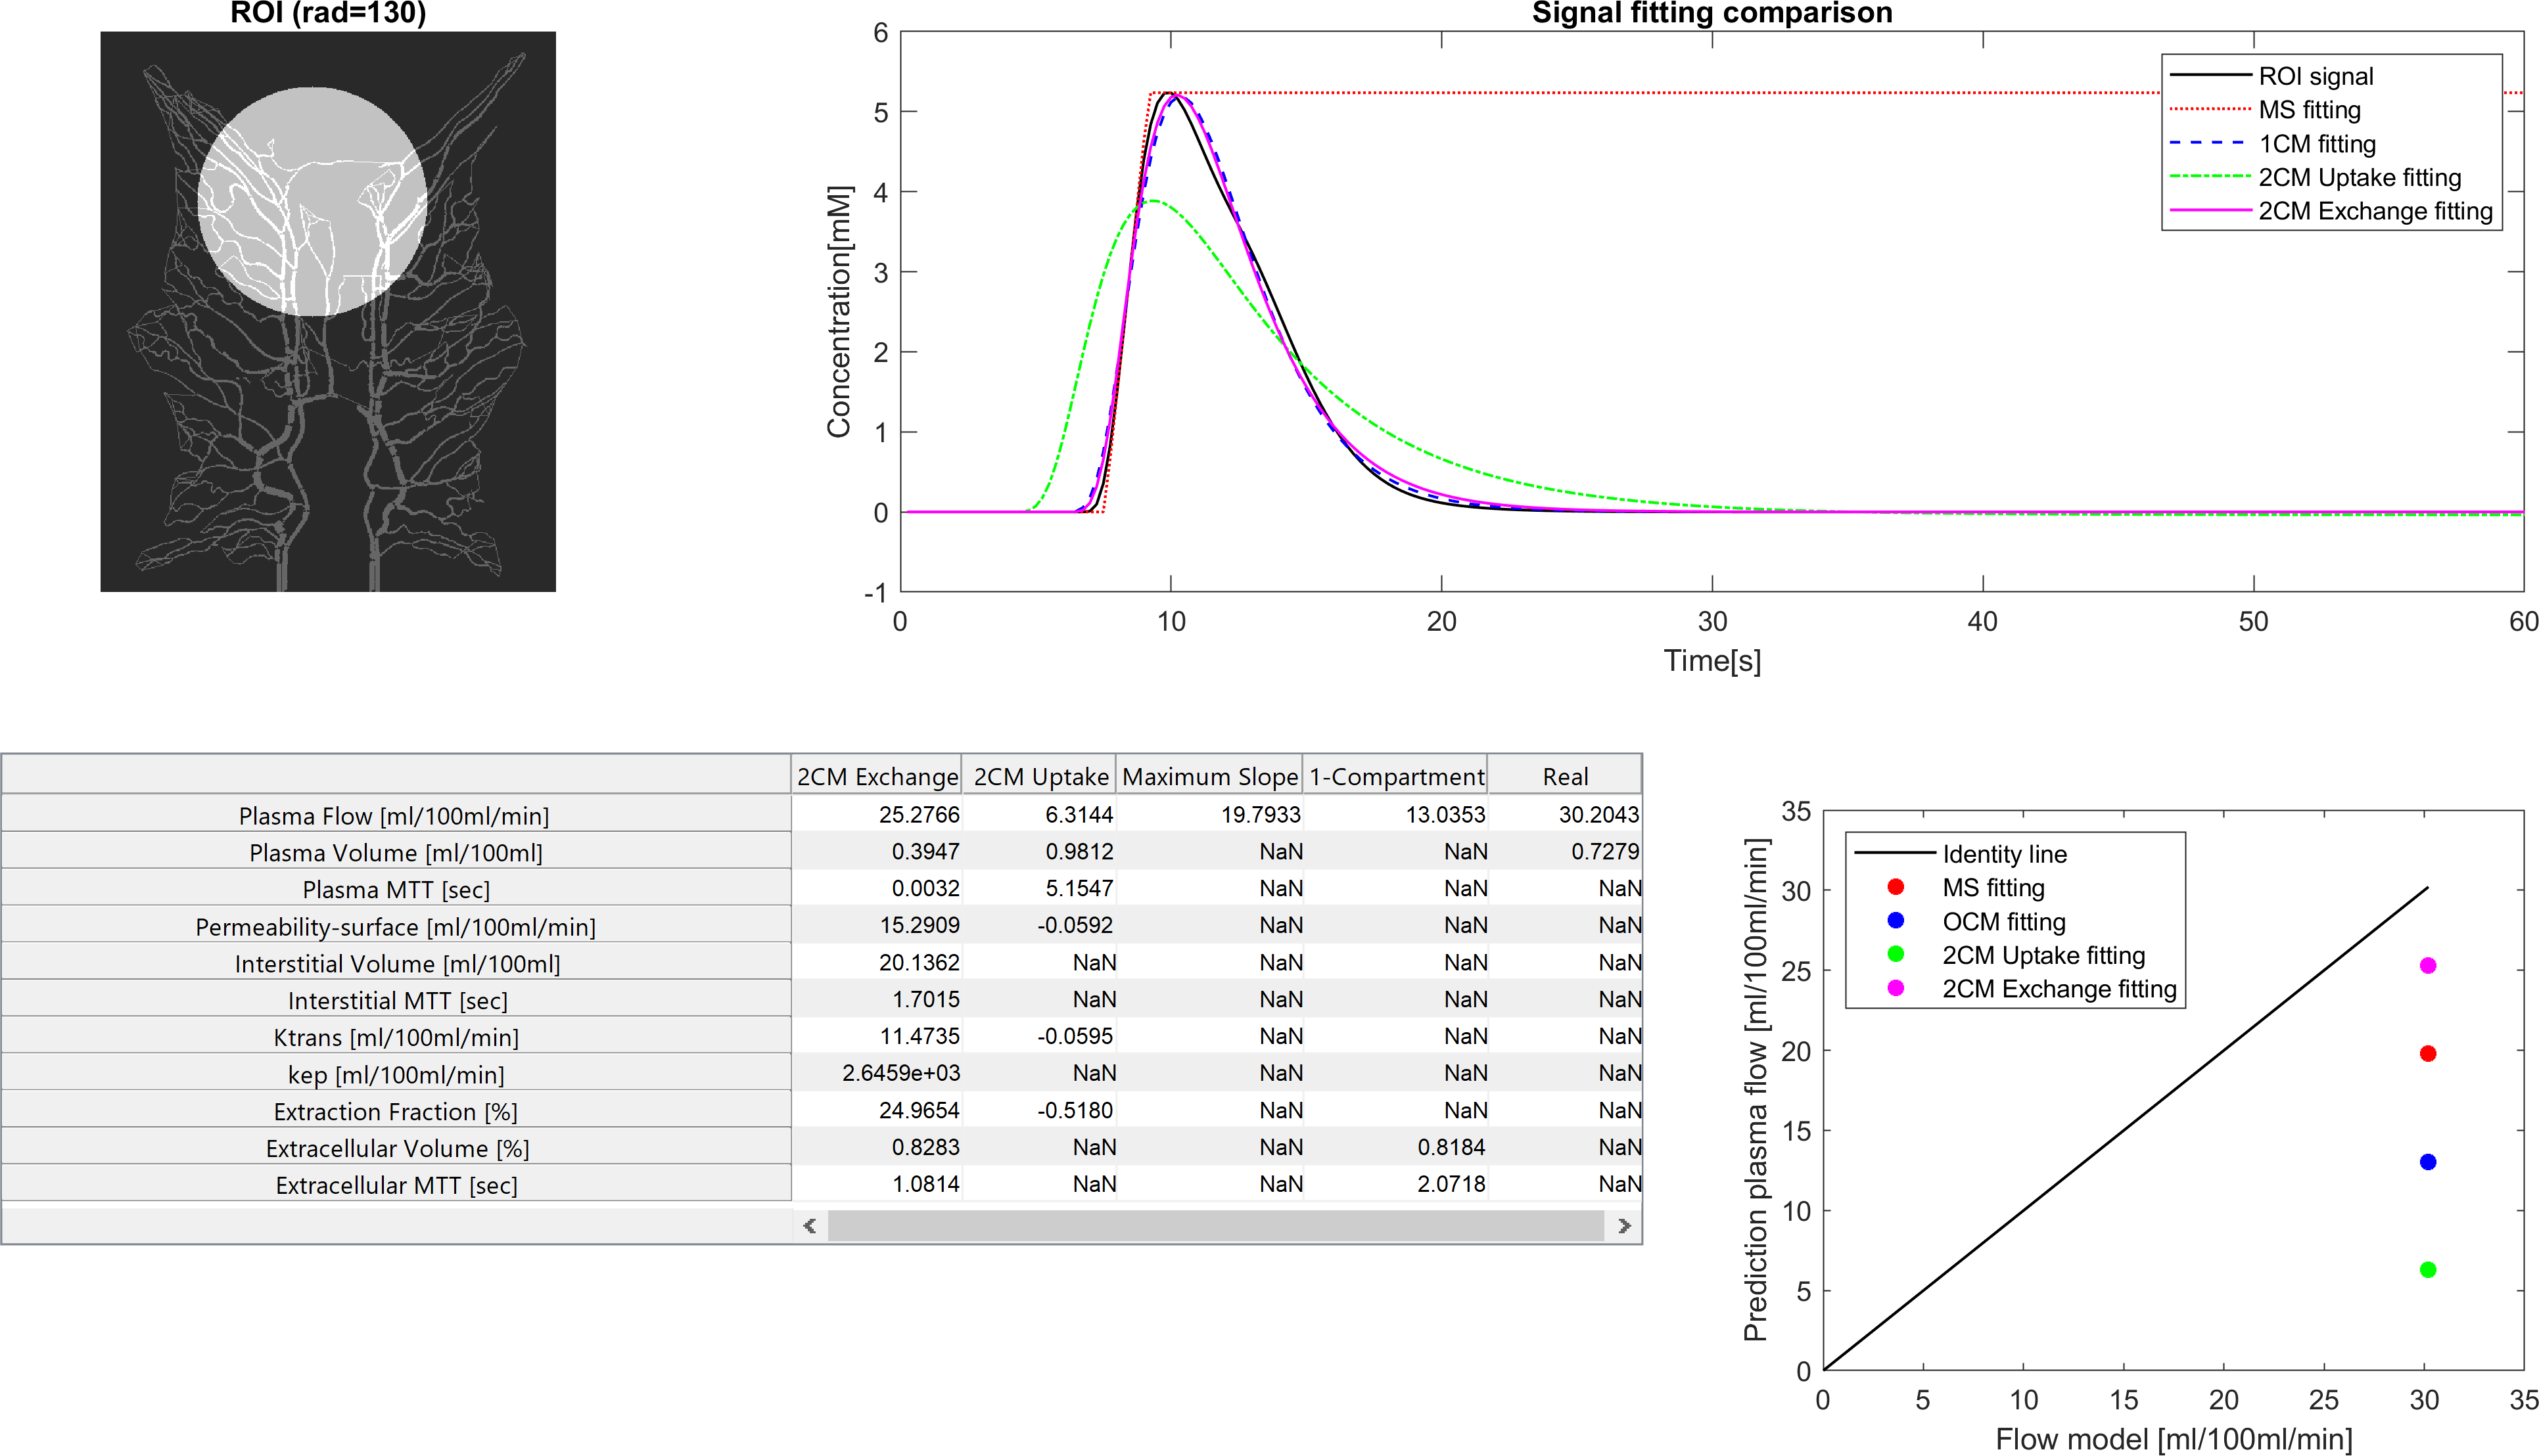 ROI (rad=130)
Signal fitting comparison
6
5
4
3
2
1
0
-1
Concentration[mM]
0 10 20 30 40 50 60
Time[s]
ROI signal
MS fitting
1CM fitting
2CM Uptake fitting
2CM Exchange fitting
2CM Exchange 2CM Uptake Maximum Slope 1-Compartment Real
Plasma Flow [ml/100ml/min] 25.2766 6.3144 19.7933 13.0353 30.2043
Plasma Volume [ml/100ml] 0.3947 0.9812 NaN NaN 0.7279
Plasma MTT [sec] 0.0032 5.1547 NaN NaN NaN
Permeability-surface [ml/100ml/min] 15.2909 -0.0592 NaN NaN NaN
Interstitial Volume [ml/100ml] 20.1362 NaN NaN NaN NaN
Interstitial MTT [sec] 1.7015 NaN NaN NaN NaN
Ktrans [ml/100ml/min] 11.4735 -0.0595 NaN NaN NaN
kep [ml/100ml/min] 2.6459e+03 NaN NaN NaN NaN
Extraction Fraction [%] 24.9654 -0.5180 NaN NaN NaN
Extracellular Volume [%] 0.8283 NaN NaN 0.8184 NaN
Extracellular MTT [sec] 1.0814 NaN NaN 2.0718 NaN
35
30
25
20
15
10
5
0
Prediction plasma flow [ml/100ml/min]
Identity line
MS fitting
OCM fitting
2CM Uptake fitting
2CM Exchange fitting
0 5 10 15 20 25 30 35
Flow model [ml/100ml/min]